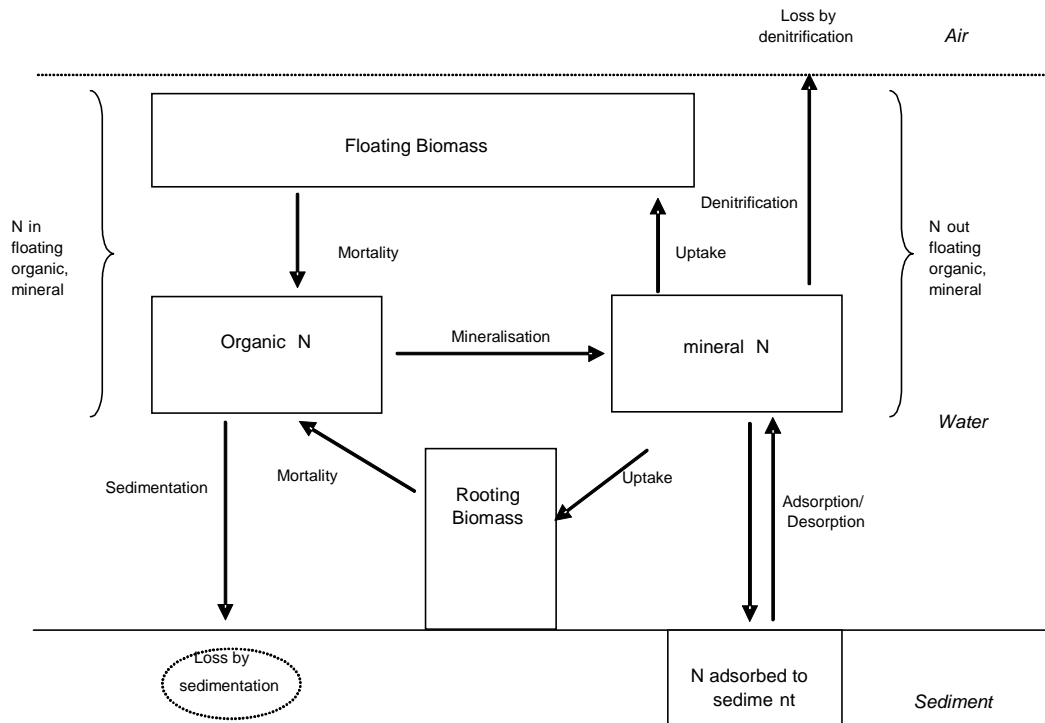 Loss by
denitrification
Air
Floating Biomass
Denitrification
N in
floating
organic,
mineral
Mortality
Uptake
N out
floating
organic,
mineral
Organic N
Mineralisation
mineral N
Water
Sedimentation
Mortality
Rooting
Biomass
Uptake
Adsorption/
Desorption
Loss by
sedimentation
N adsorbed to
sedime nt
Sediment